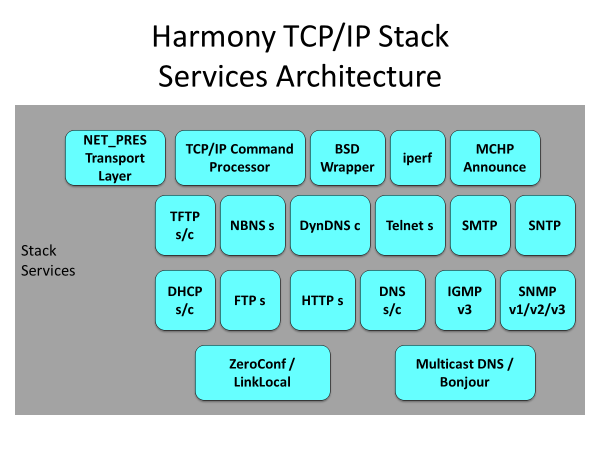 Harmony TCP/IP Stack
Services Architecture
NET_PRES
Transport
Layer
TCP/IP Command
Processor
BSD
Wrapper
iperf
MCHP
Announce
TFTP
s/c
NBNS s
DynDNS c
Telnet s
SMTP
SNTP
Stack
Services
DHCP
s/c
FTP s
HTTP s
DNS
s/c
IGMP
v3
SNMP
v1/v2/v3
ZeroConf /
LinkLocal
Multicast DNS /
Bonjour